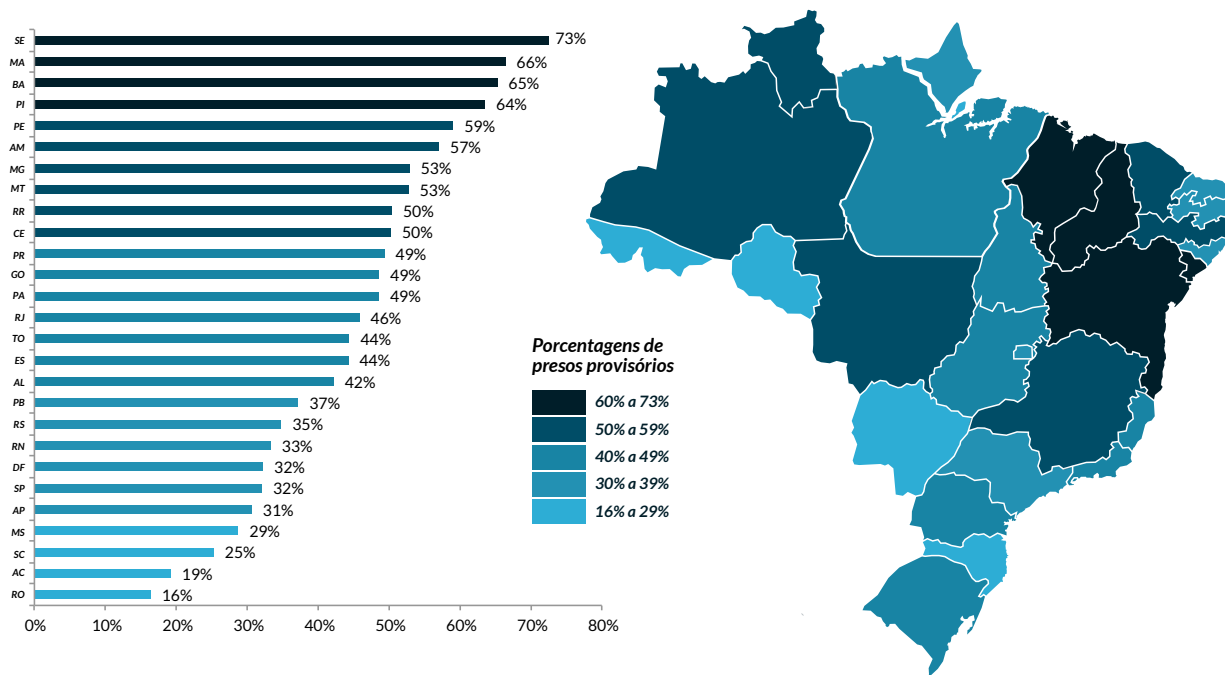 SE 73%
MA 66%
BA 65%
PI 64%
PE 59%
AM 57%
MG 53%
MT 53%
RR 50%
CE 50%
PR 49%
GO 49%
PA 49%
RJ 46%
TO 44%
ES 44%
AL 42%
PB 37%
RS 35%
RN 33%
DF 32%
SP 32%
AP 31%
MS 29%
SC 25%
AC 19%
RO 16%
0% 10% 20% 30% 40% 50% 60% 70% 80%
Porcentagens de
presos provisórios
60% a 73%
50% a 59%
40% a 49%
30% a 39%
16% a 29%